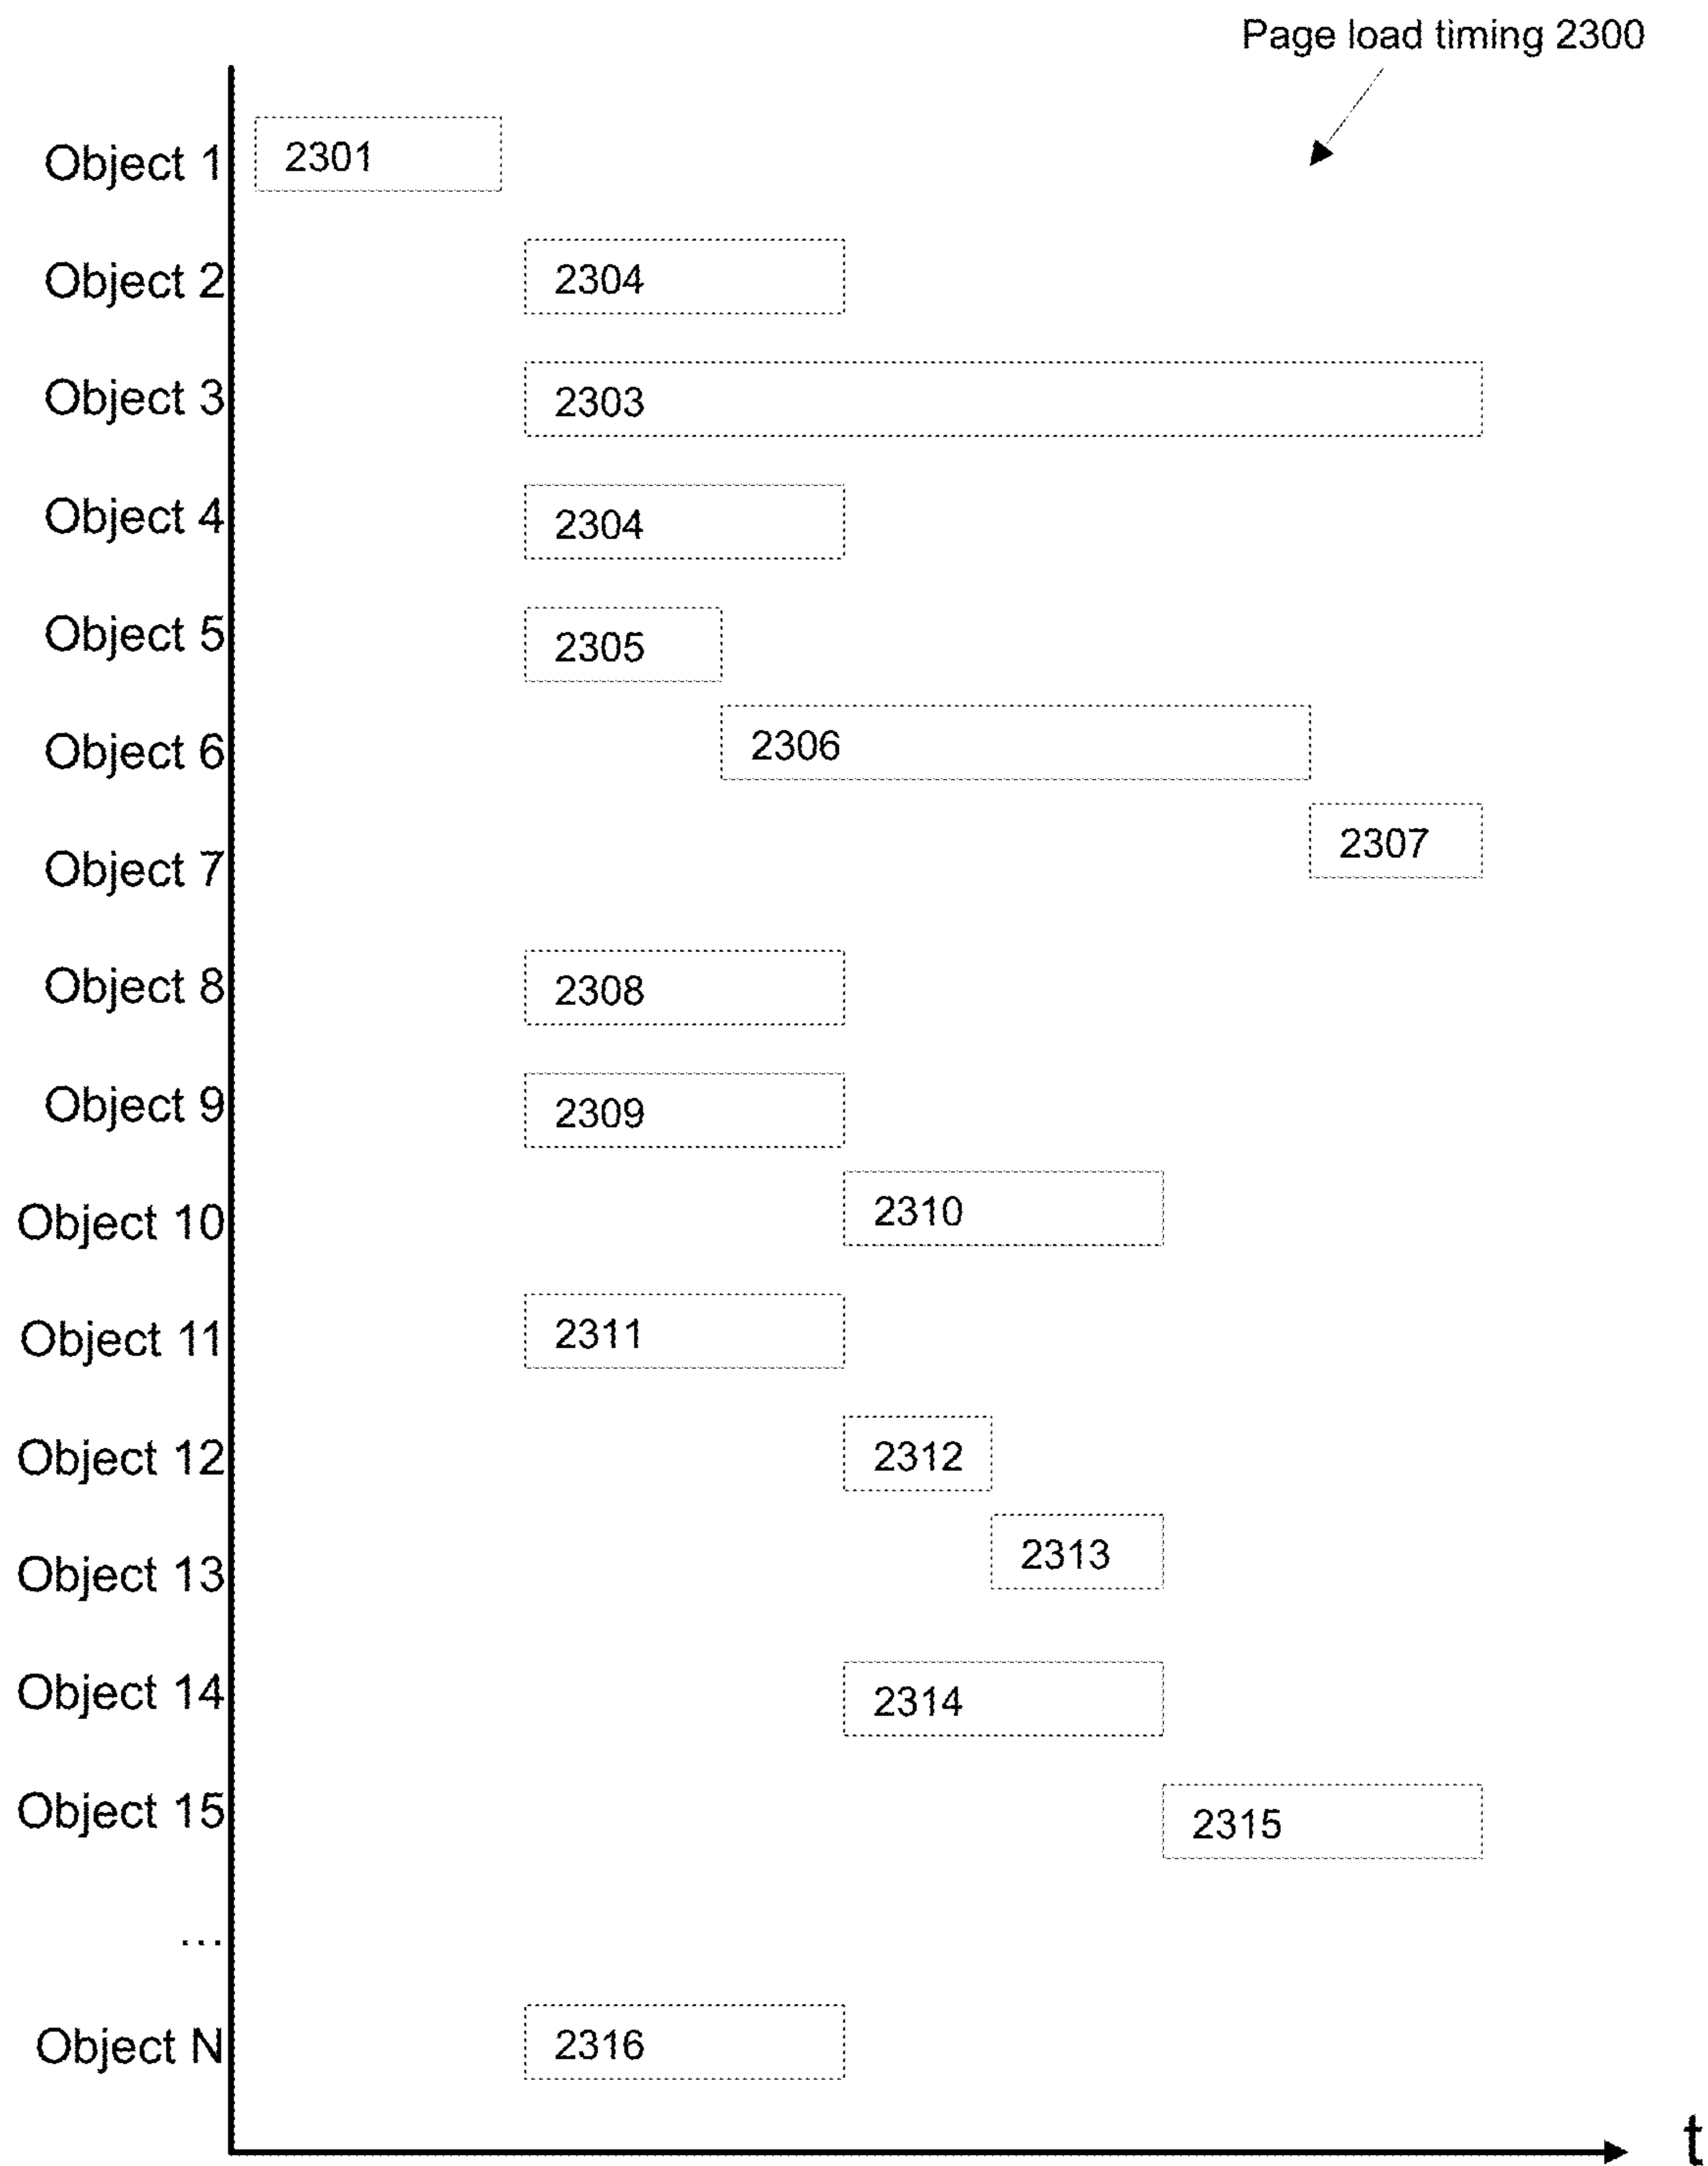 Page load timing 2300
Object 1 2301
Object 2 2304
Object 3 2303
Object 4 2304
Object 5 2305
Object 6 2306
Object 7 2307
Object 8 2308
Object 9 2309
Object 10 2310
Object 11 2311
Object 12 2312
Object 13 2313
Object 14 2314
Object 15 2315
...
Object N 2316
t